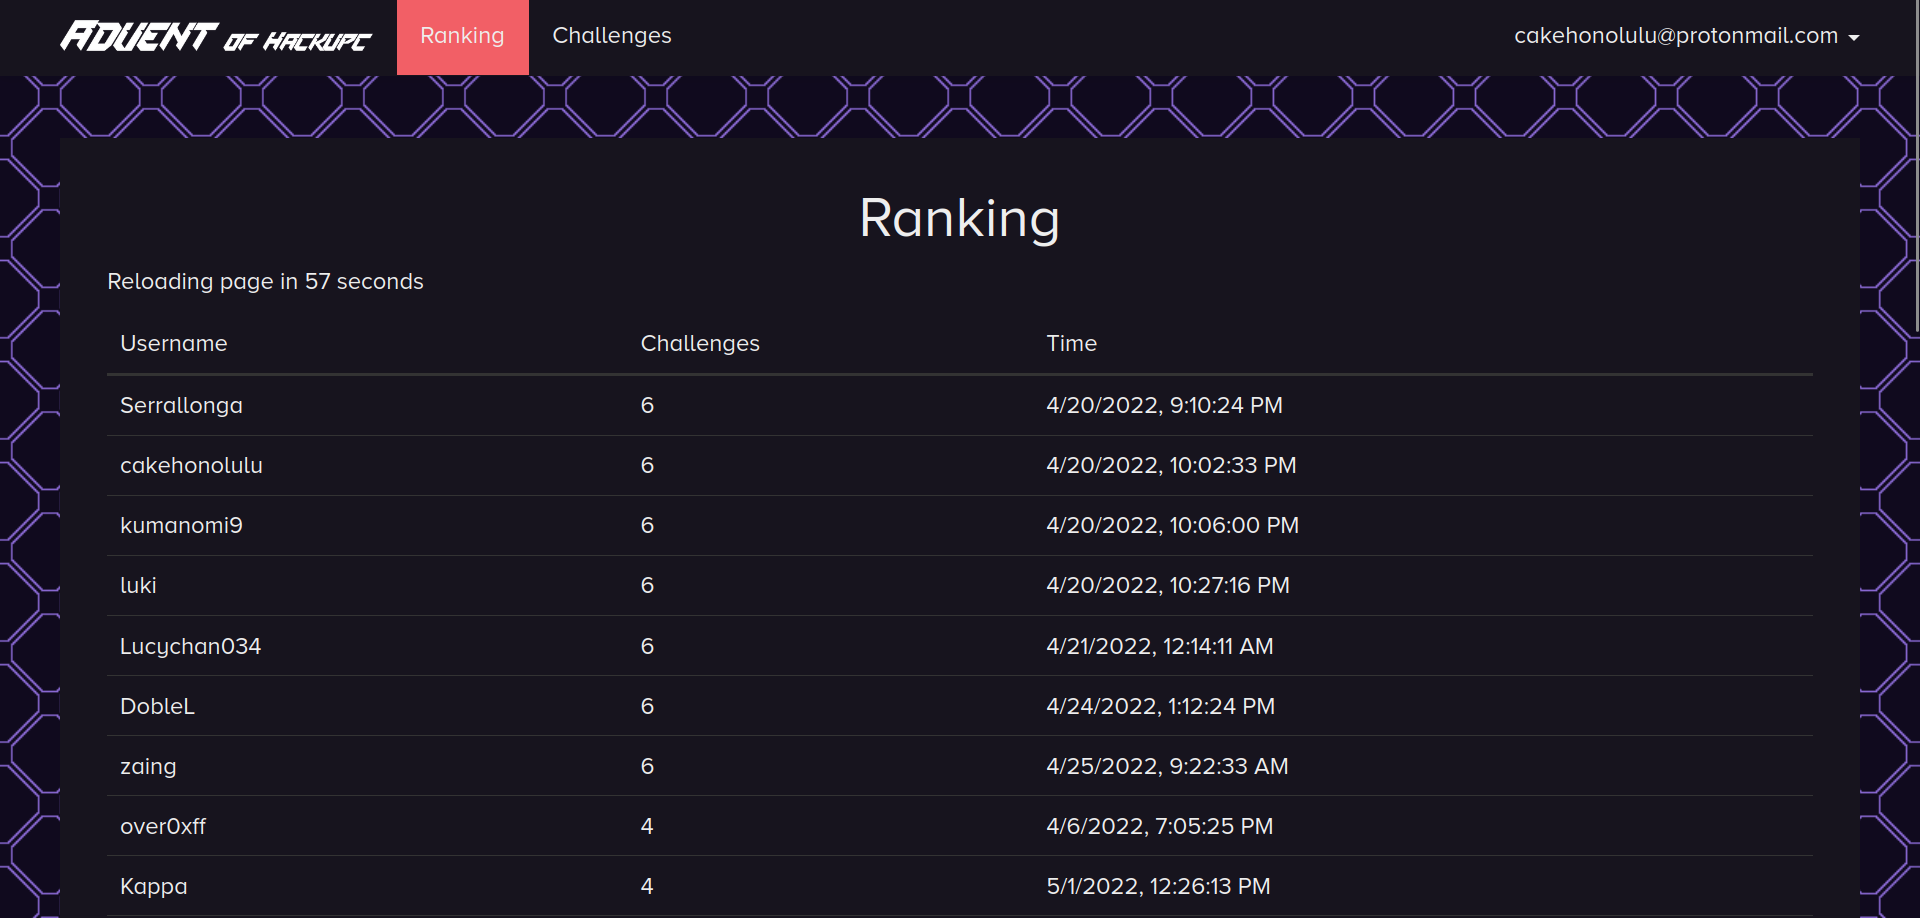 ADVENT OF HACKUPC Ranking Challenges cakehonolulu@protonmail.com
Ranking
Reloading page in 57 seconds
Username Challenges Time
Serrallonga 6 4/20/2022, 9:10:24 PM
cakehonolulu 6 4/20/2022, 10:02:33 PM
kumanomi9 6 4/20/2022, 10:06:00 PM
luki 6 4/20/2022, 10:27:16 PM
Lucychan034 6 4/21/2022, 12:14:11 AM
DobleL 6 4/24/2022, 1:12:24 PM
zaing 6 4/25/2022, 9:22:33 AM
over0xff 4 4/6/2022, 7:05:25 PM
Kappa 4 5/1/2022, 12:26:13 PM